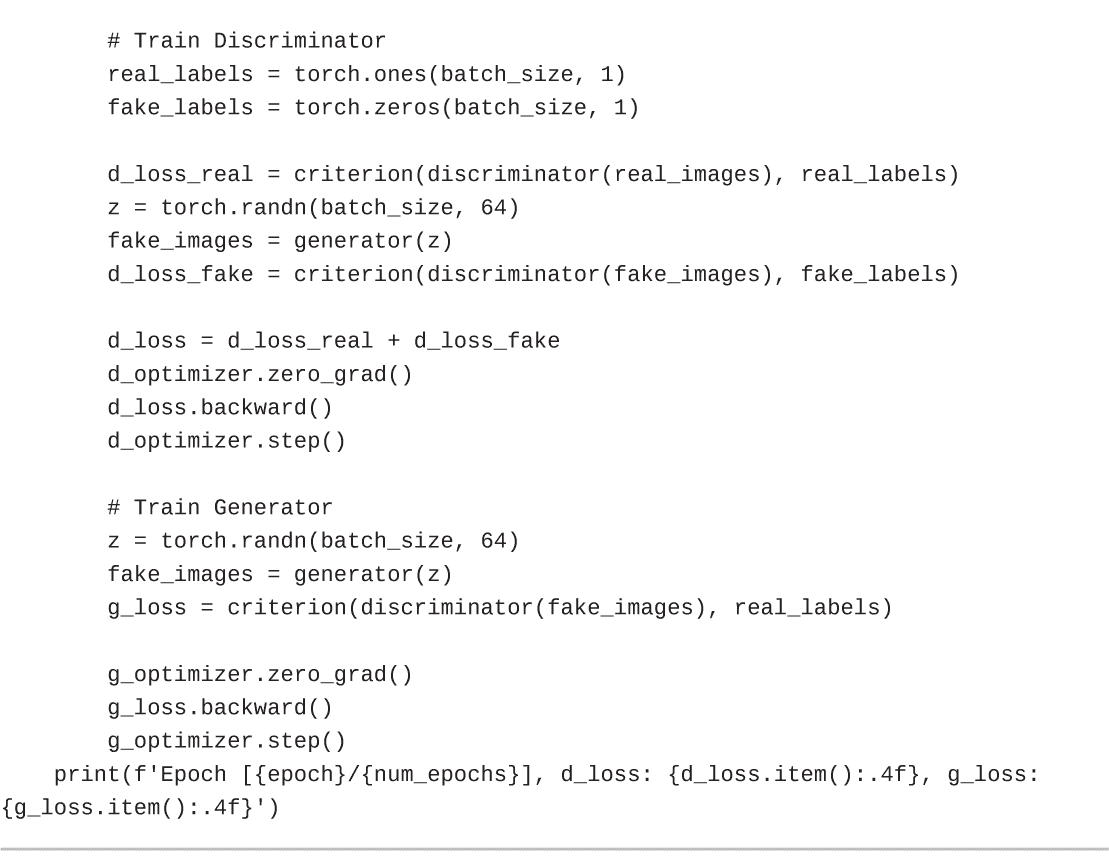 # Train Discriminator
real_labels = torch.ones(batch_size, 1)
fake_labels = torch.zeros(batch_size, 1)
d_loss_real = criterion(discriminator(real_images), real_labels)
z = torch.randn(batch_size, 64)
fake_images = generator(z)
d_loss_fake = criterion(discriminator(fake_images), fake_labels)
d_loss = d_loss_real + d_loss_fake
d_optimizer.zero_grad()
d_loss.backward()
d_optimizer.step()
# Train Generator
z = torch.randn(batch_size, 64)
fake_images = generator(z)
g_loss = criterion(discriminator(fake_images), real_labels)
g_optimizer.zero_grad()
g_loss.backward()
g_optimizer.step()
print(f'Epoch [{epoch}/{num_epochs}], d_loss: {d_loss.item():.4f}, g_loss:
{g_loss.item():.4f}')